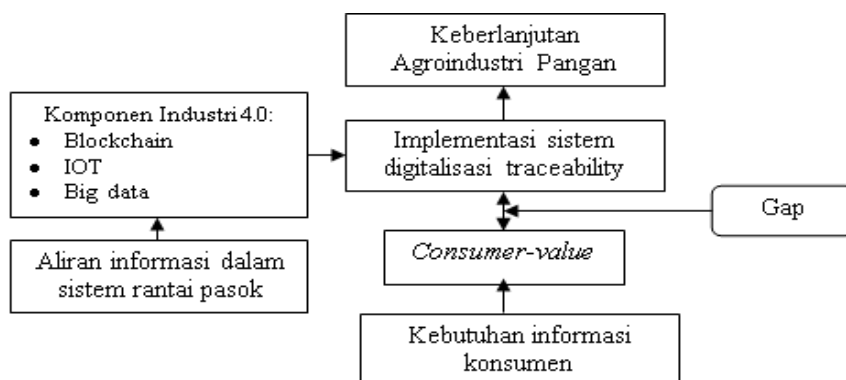 Keberlanjutan
Agroindustri Pangan
Komponen Industri 4.0:
● Blockchain
● IOT
● Big data
Implementasi sistem
digitalisasi traceability
Gap
Aliran informasi dalam
sistem rantai pasok
Consumer-value
Kebutuhan informasi
konsumen